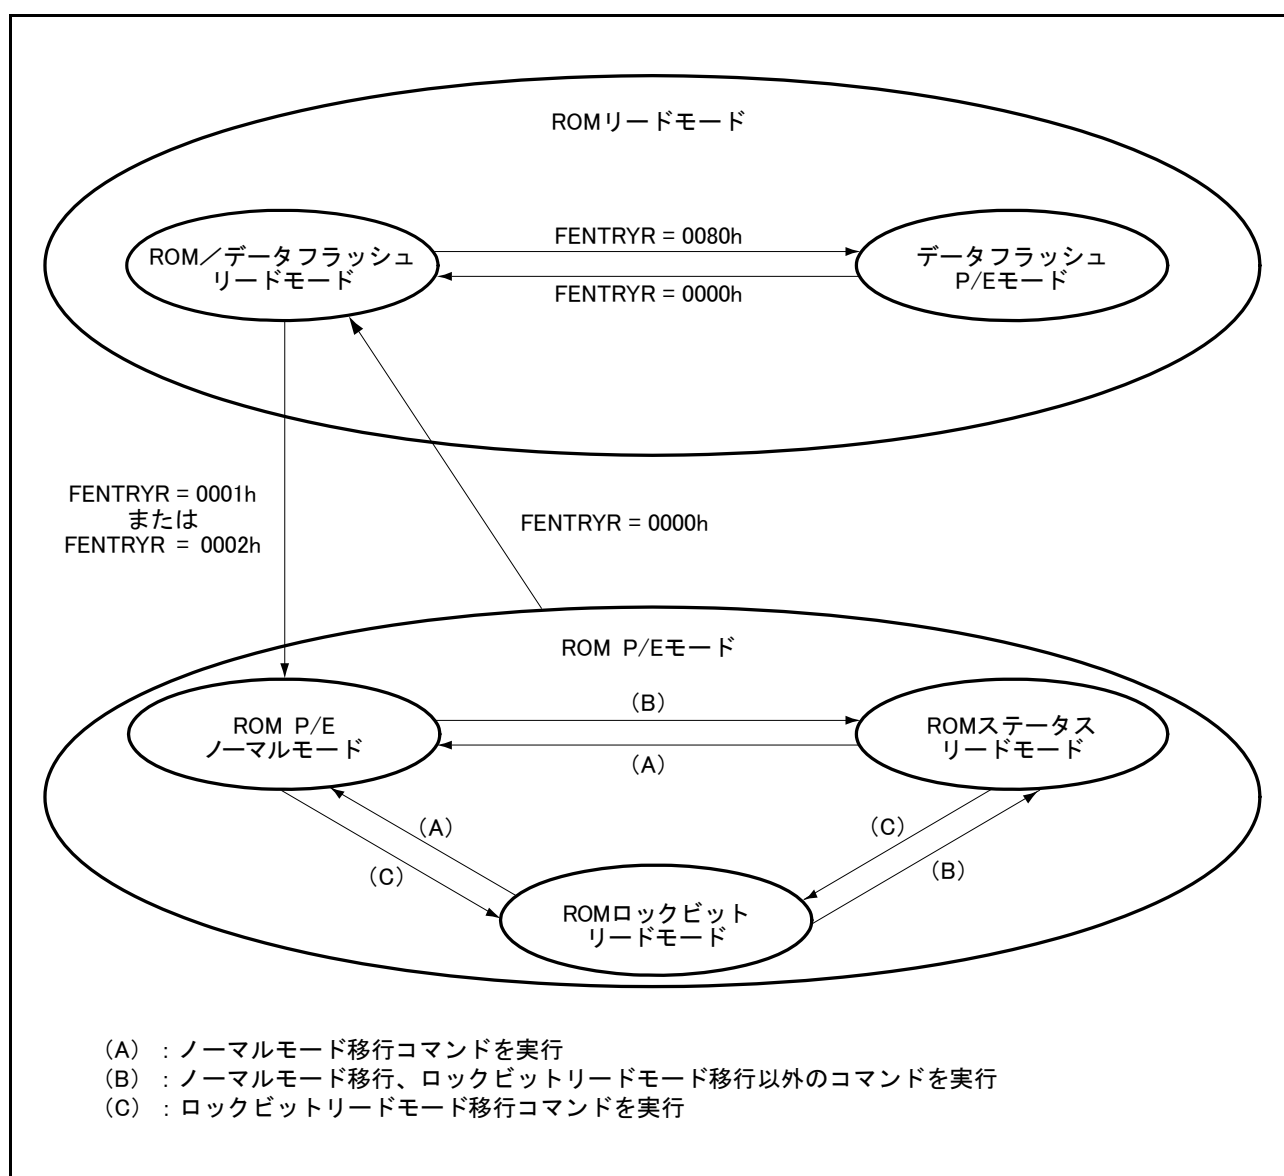 ROMリードモード
ROM／データフラッシュ
リードモード
FENTRYR = 0080h
FENTRYR = 0000h
データフラッシュ
P/Eモード
FENTRYR = 0001h
または
FENTRYR = 0002h
FENTRYR = 0000h
ROM P/Eモード
ROM P/E
ノーマルモード
（B）
（A）
ROMステータス
リードモード
（A）
（C）
（C）
（B）
ROMロックビット
リードモード
（A）：ノーマルモード移行コマンドを実行
（B）：ノーマルモード移行、ロックビットリードモード移行以外のコマンドを実行
（C）：ロックビットリードモード移行コマンドを実行